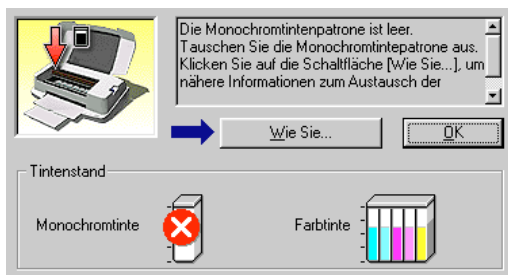 Die Monochromtintenpatrone ist leer.
Tauschen Sie die Monochromtintepatrone aus.
Klicken Sie auf die Schaltfläche [Wie Sie...], um
nähere Informationen zum Austausch der
Wie Sie...
OK
Tintenstand
Monochromtinte
Farbtinte